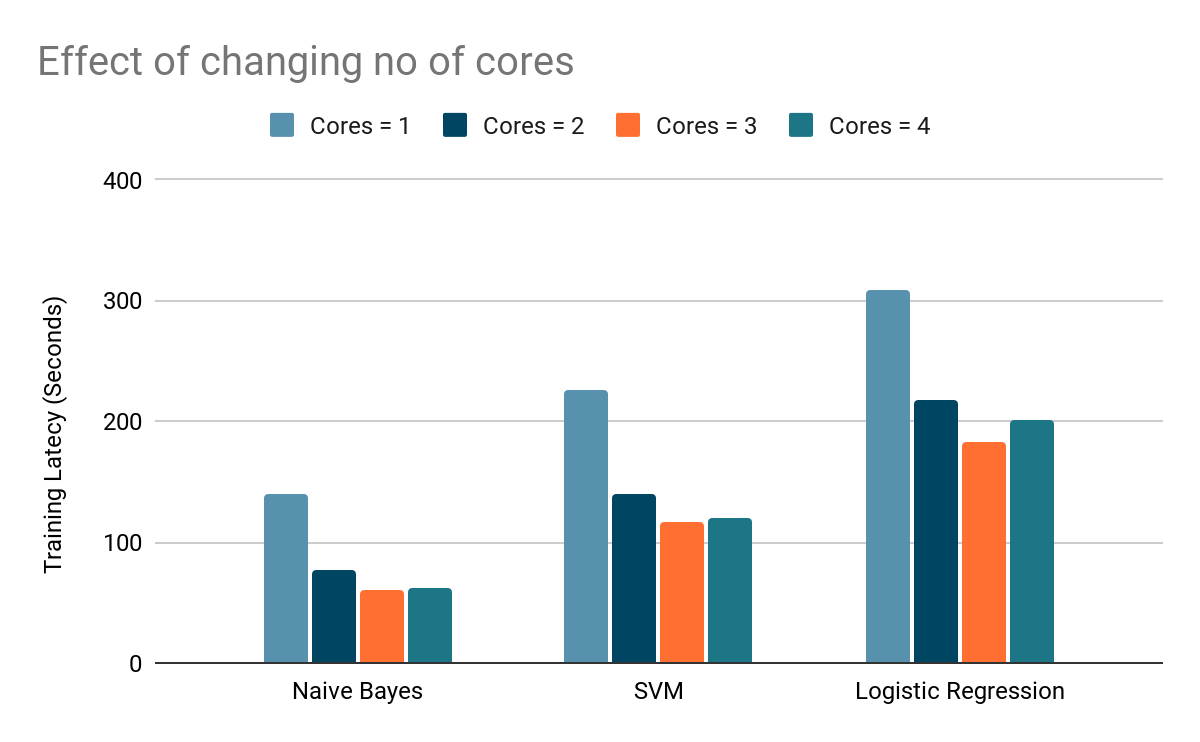 Effect of changing no of cores
Cores = 1 Cores = 2 Cores = 3 Cores = 4
400
300
200
100
0
Training Latecy (Seconds)
Naive Bayes SVM Logistic Regression